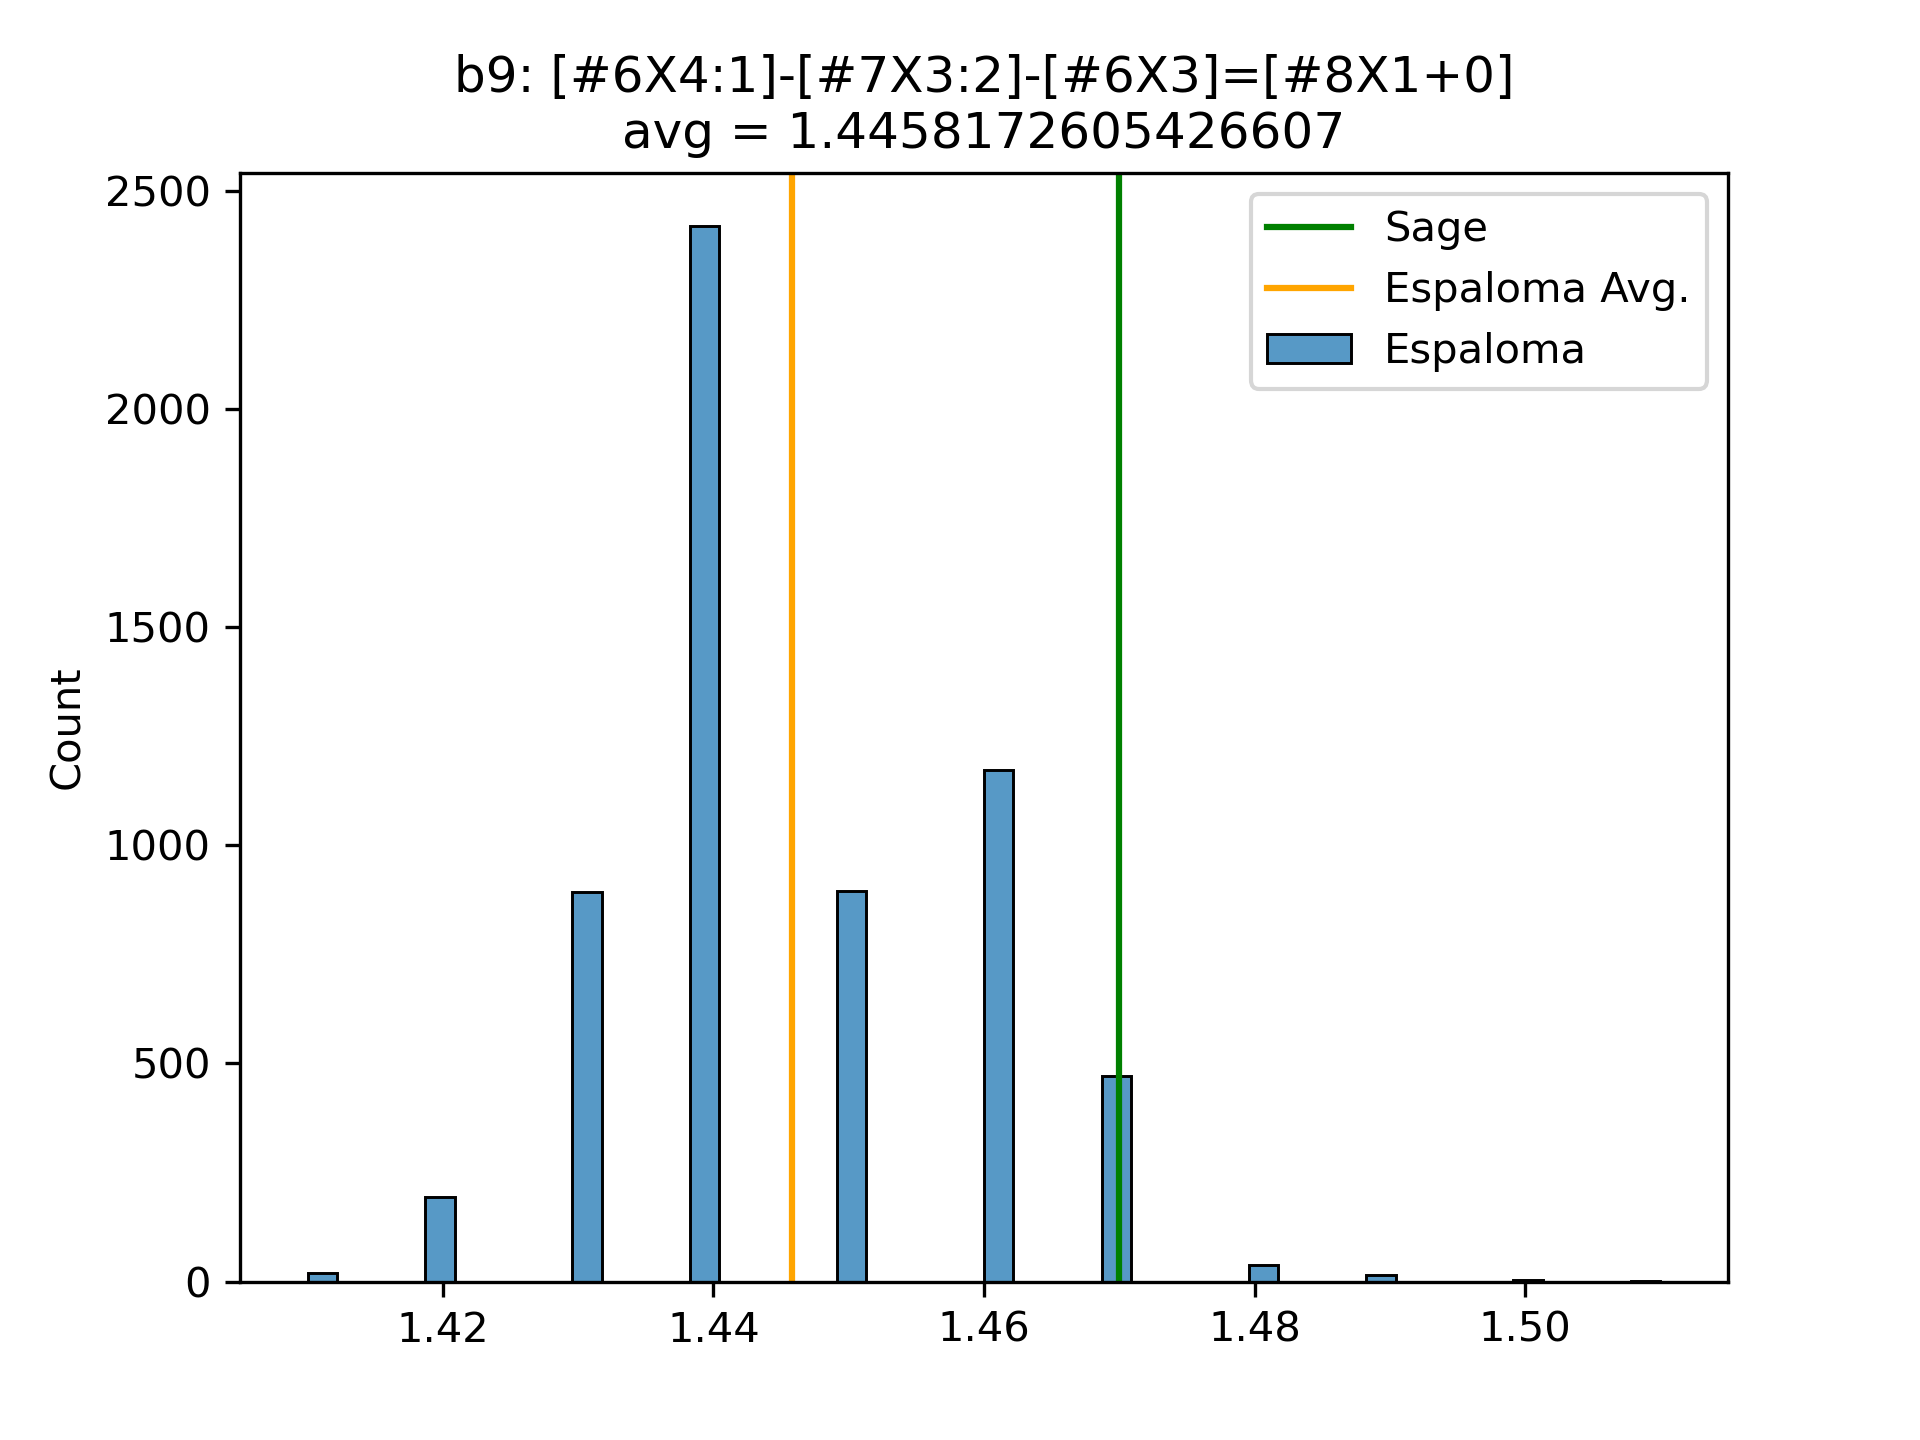 b9: [#6X4:1]-[#7X3:2]-[#6X3]=[#8X1+0]
avg = 1.4458172605426607
Sage
Espaloma Avg.
Espaloma
Count
2500
2000
1500
1000
500
0
1.42 1.44 1.46 1.48 1.50